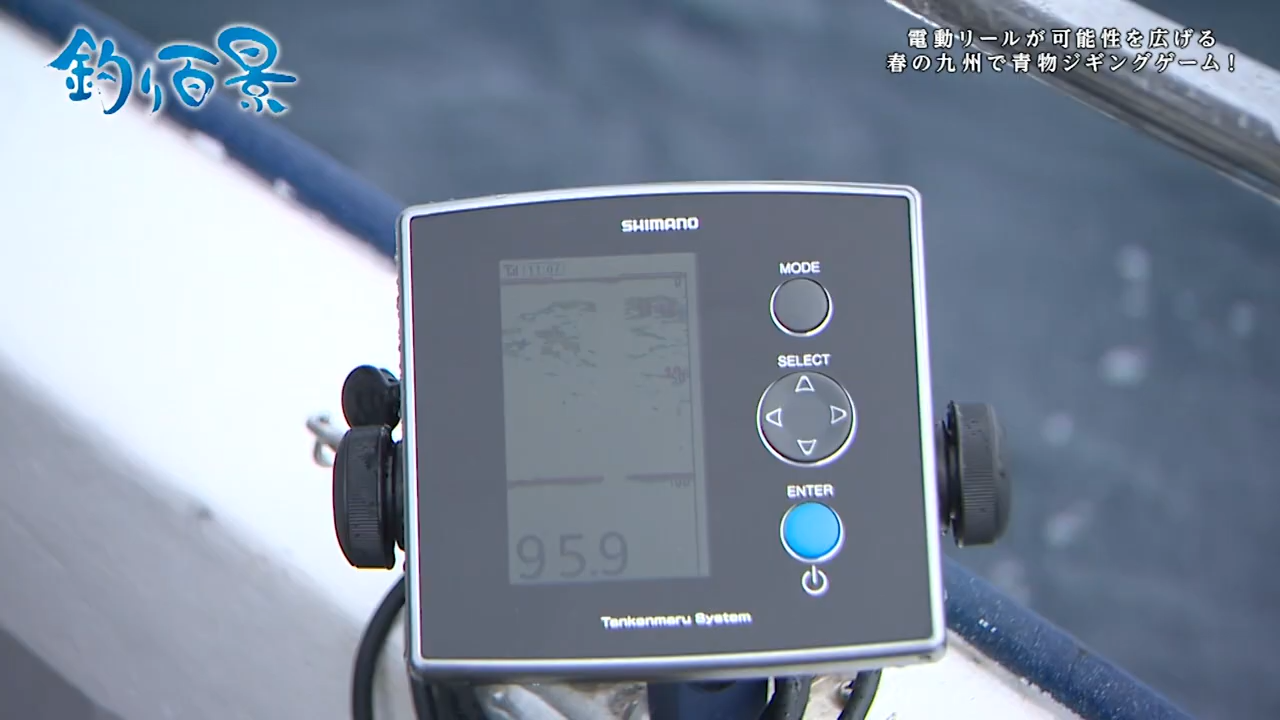 釣り百景
電動リールが可能性を広げる
春の九州で青物ジギングゲーム！
SHIMANO
MODE
SELECT
ENTER
0
100
95.9
Tankenmaru System